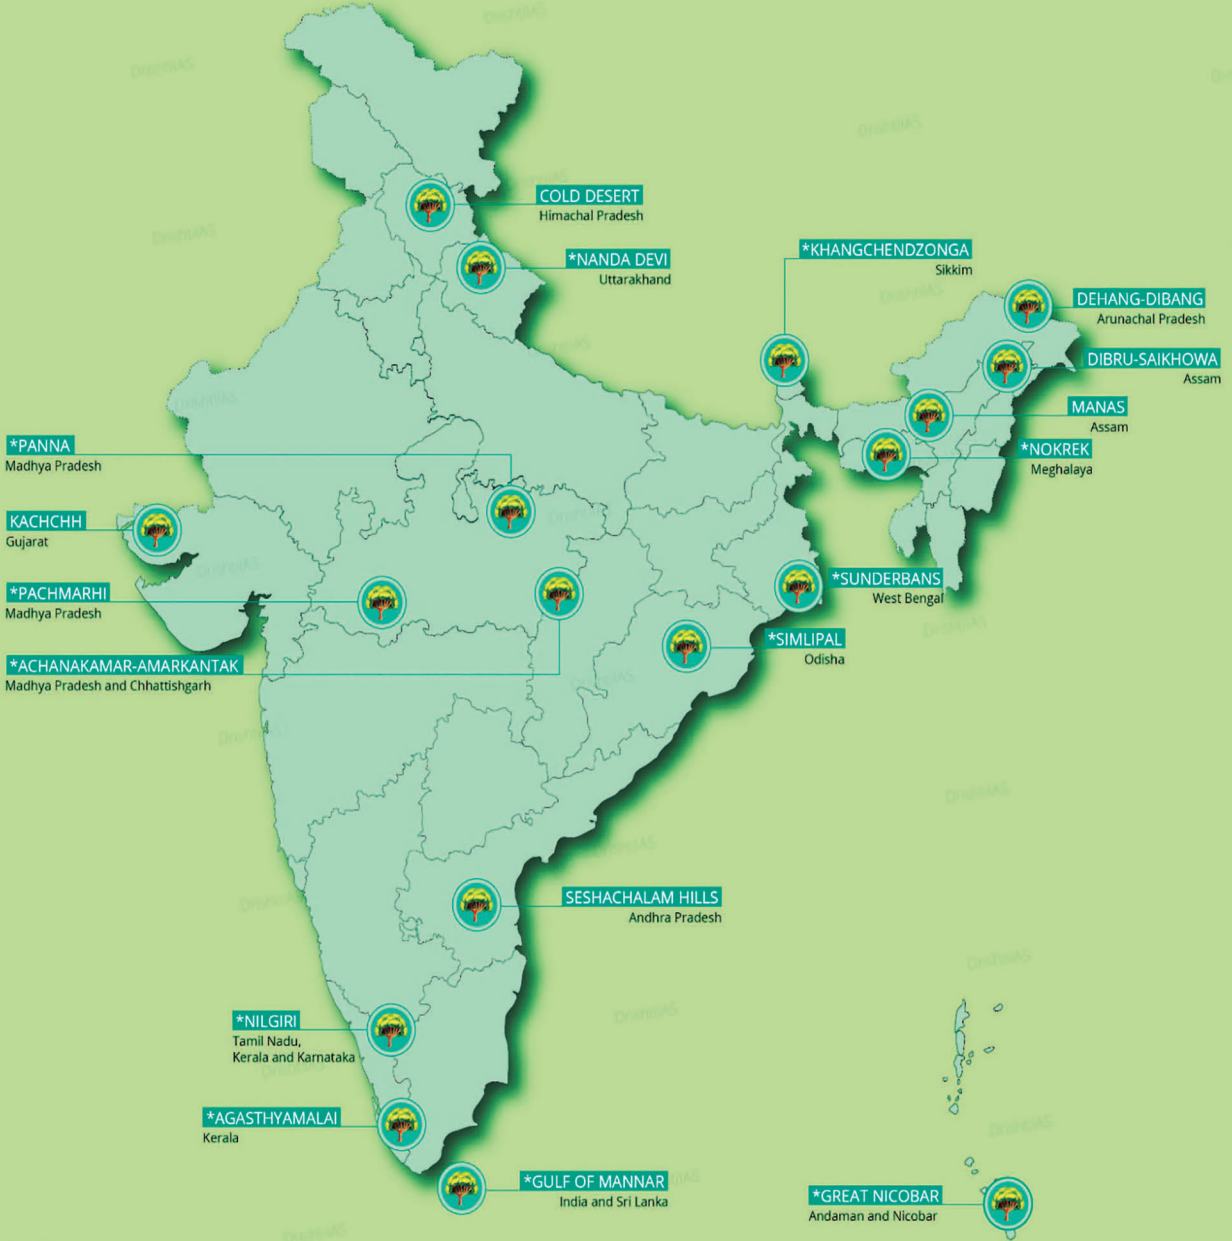 COLD DESERT
Himachal Pradesh
*NANDA DEVI
Uttarakhand
*KHANGCHENDZONGA
Sikkim
DEHANG-DIBANG
Arunachal Pradesh
DIBRU-SAIKHOWA
Assam
MANAS
Assam
*NOKREK
Meghalaya
*PANNA
Madhya Pradesh
KACHCHH
Gujarat
*PACHMARHI
Madhya Pradesh
*ACHANAKAMAR-AMARKANTAK
Madhya Pradesh and Chhattishgarh
*SUNDERBANS
West Bengal
*SIMLIPAL
Odisha
SESHACHALAM HILLS
Andhra Pradesh
*NILGIRI
Tamil Nadu,
Kerala and Karnataka
*AGASTHYAMALAI
Kerala
*GULF OF MANNAR
India and Sri Lanka
*GREAT NICOBAR
Andaman and Nicobar